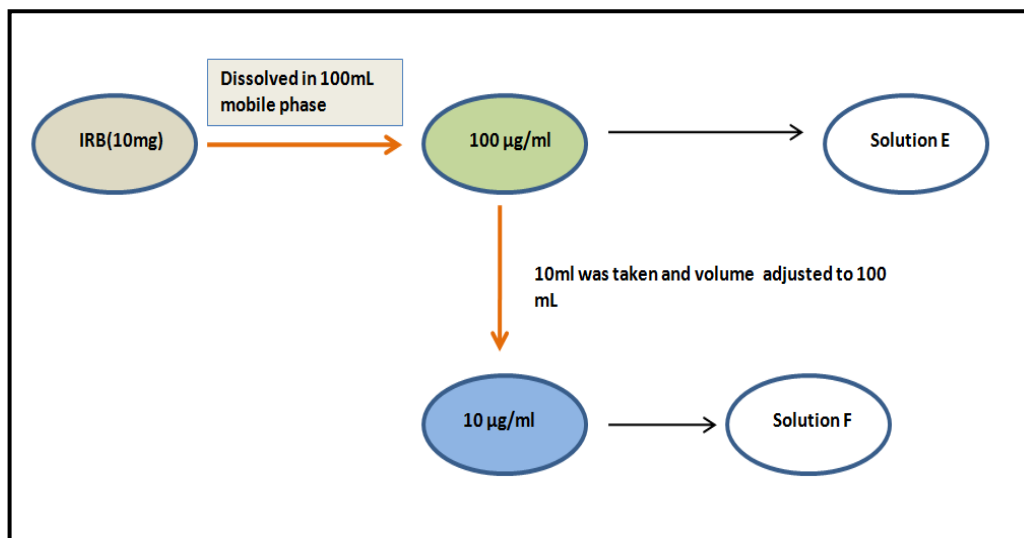 Dissolved in 100mL
mobile phase
IRB(10mg)
100 µg/ml
Solution E
10ml was taken and volume  adjusted to 100
mL
10 µg/ml
Solution F